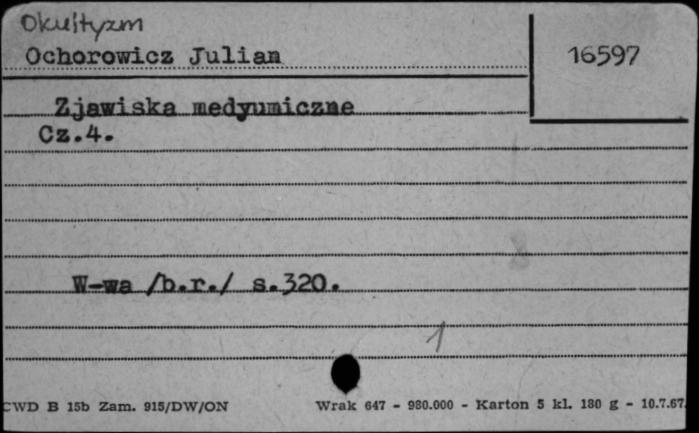 Okultyzm
Ochorowicz Julian
16597
Zjawiska medyumiczne
Cz.4.
W-wa /b.r./ s.320.
1
CWD B 15b Zam. 915/DW/ON
Wrak 647 - 980.000 - Karton 5 kl. 180 g - 10.7.67.